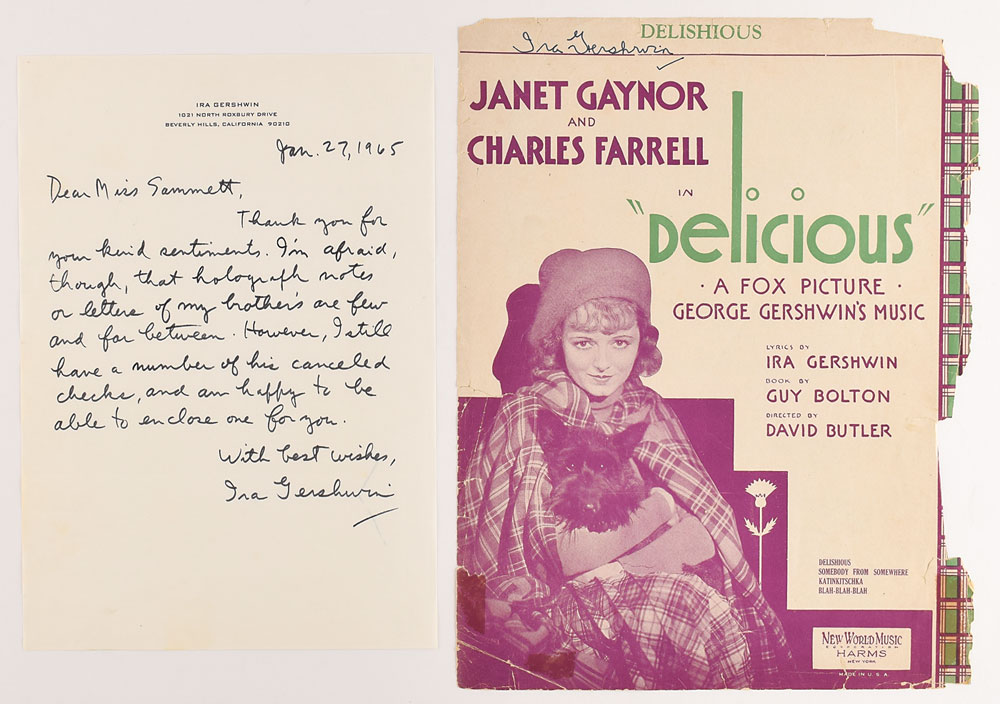 IRA GERSHWIN
1021 NORTH ROXBURY DRIVE
BEVERLY HILLS, CALIFORNIA 90210
Jan. 27, 1965
Dear Miss Sammett,
Thank you for
your kind sentiments. I'm afraid,
though, that holograph notes
or letters of my brother's are few
and far between. However, I still
have a number of his canceled
checks, and am happy to be
able to enclose one for you.
With best wishes,
Ira Gershwin
DELISHIOUS
Ira Gershwin
JANET GAYNOR
AND
CHARLES FARRELL
IN
"Delicious"
· A FOX PICTURE ·
GEORGE GERSHWIN'S MUSIC
LYRICS BY
IRA GERSHWIN
BOOK BY
GUY BOLTON
DIRECTED BY
DAVID BUTLER
DELISHIOUS
SOMEBODY FROM SOMEWHERE
KATINKITSCHKA
BLAH-BLAH-BLAH
NEW WORLD MUSIC
CORPORATION
HARMS
NEW YORK
MADE IN U.S.A.